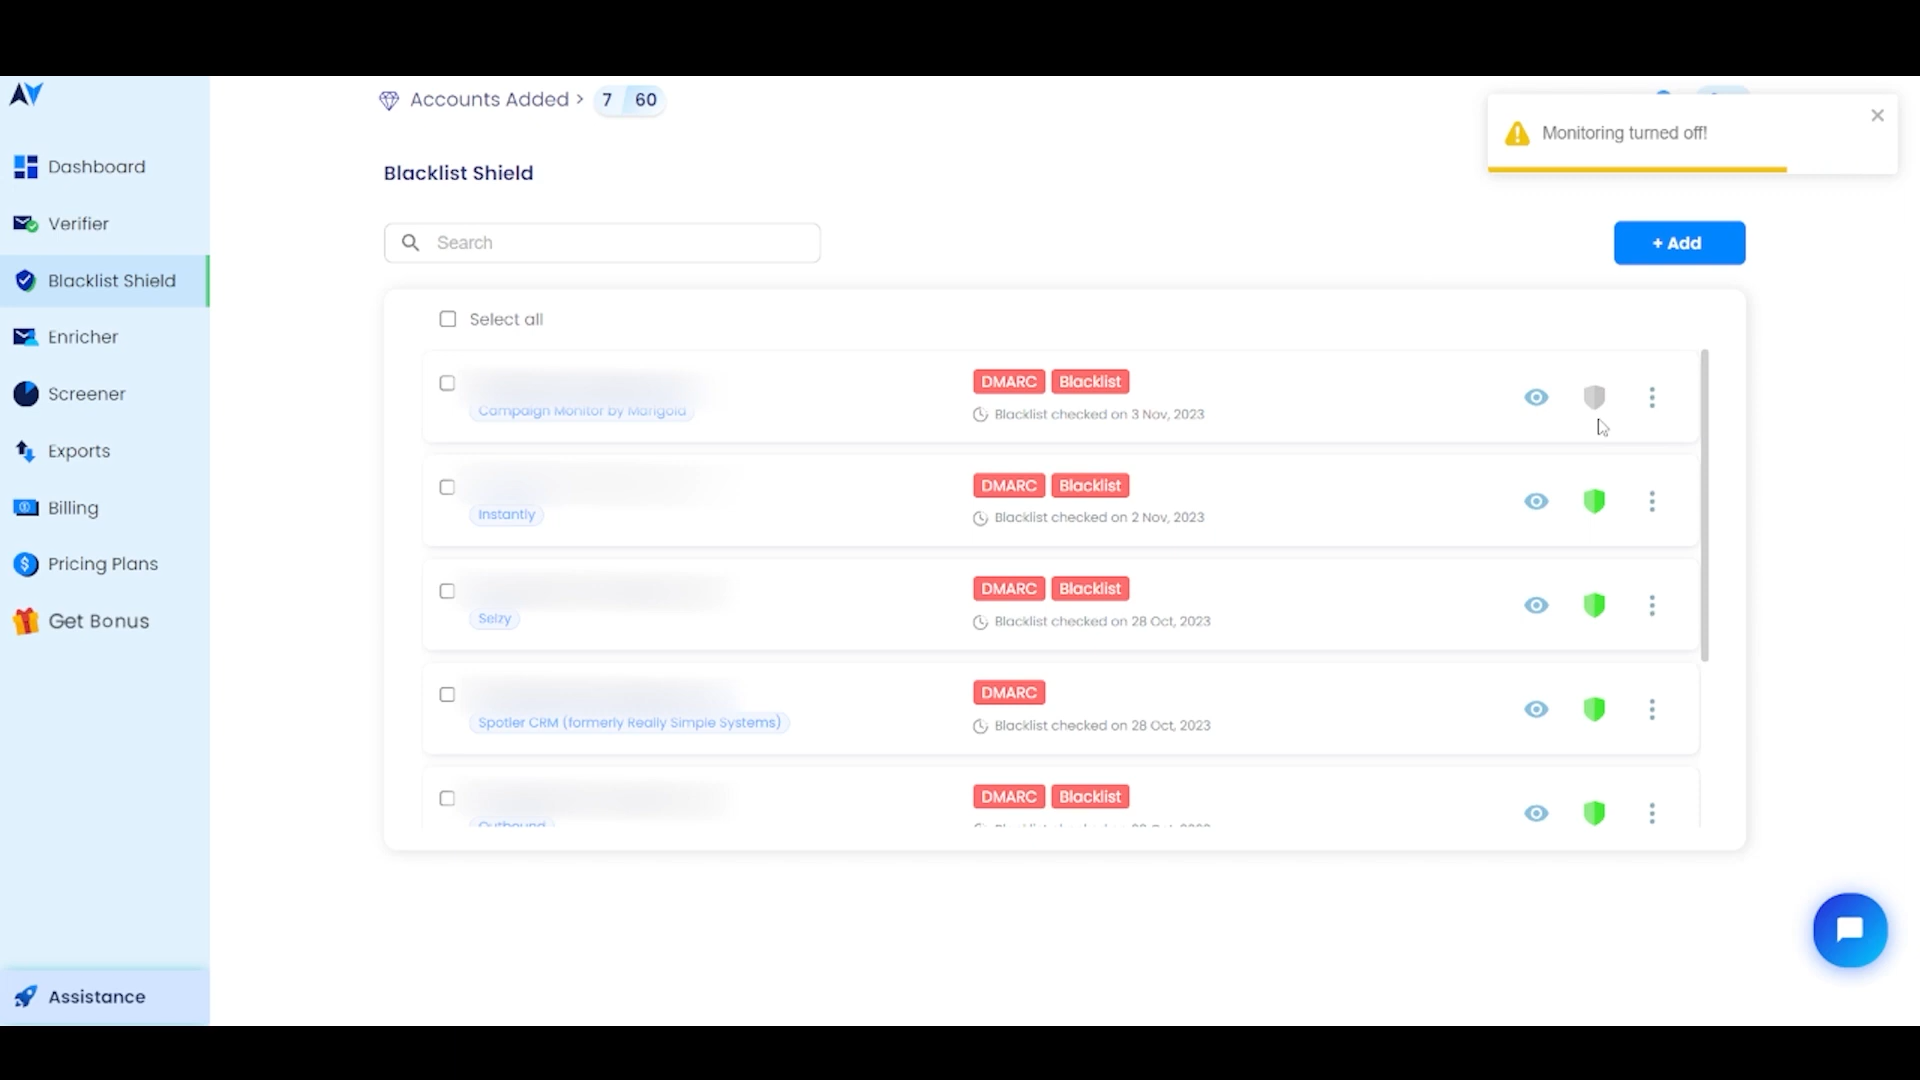 Accounts Added > 7 60
Monitoring turned off!
Blacklist Shield
Dashboard
Verifier
Blacklist Shield
Enricher
Screener
Exports
Billing
Pricing Plans
Get Bonus
Assistance
Search
+ Add
Select all
Campaign Monitor by Marigold
DMARC Blacklist
Blacklist checked on 3 Nov, 2023
Instantly
DMARC Blacklist
Blacklist checked on 2 Nov, 2023
Selzy
DMARC Blacklist
Blacklist checked on 28 Oct, 2023
Spotler CRM (formerly Really Simple Systems)
DMARC
Blacklist checked on 28 Oct, 2023
Outbound
DMARC Blacklist